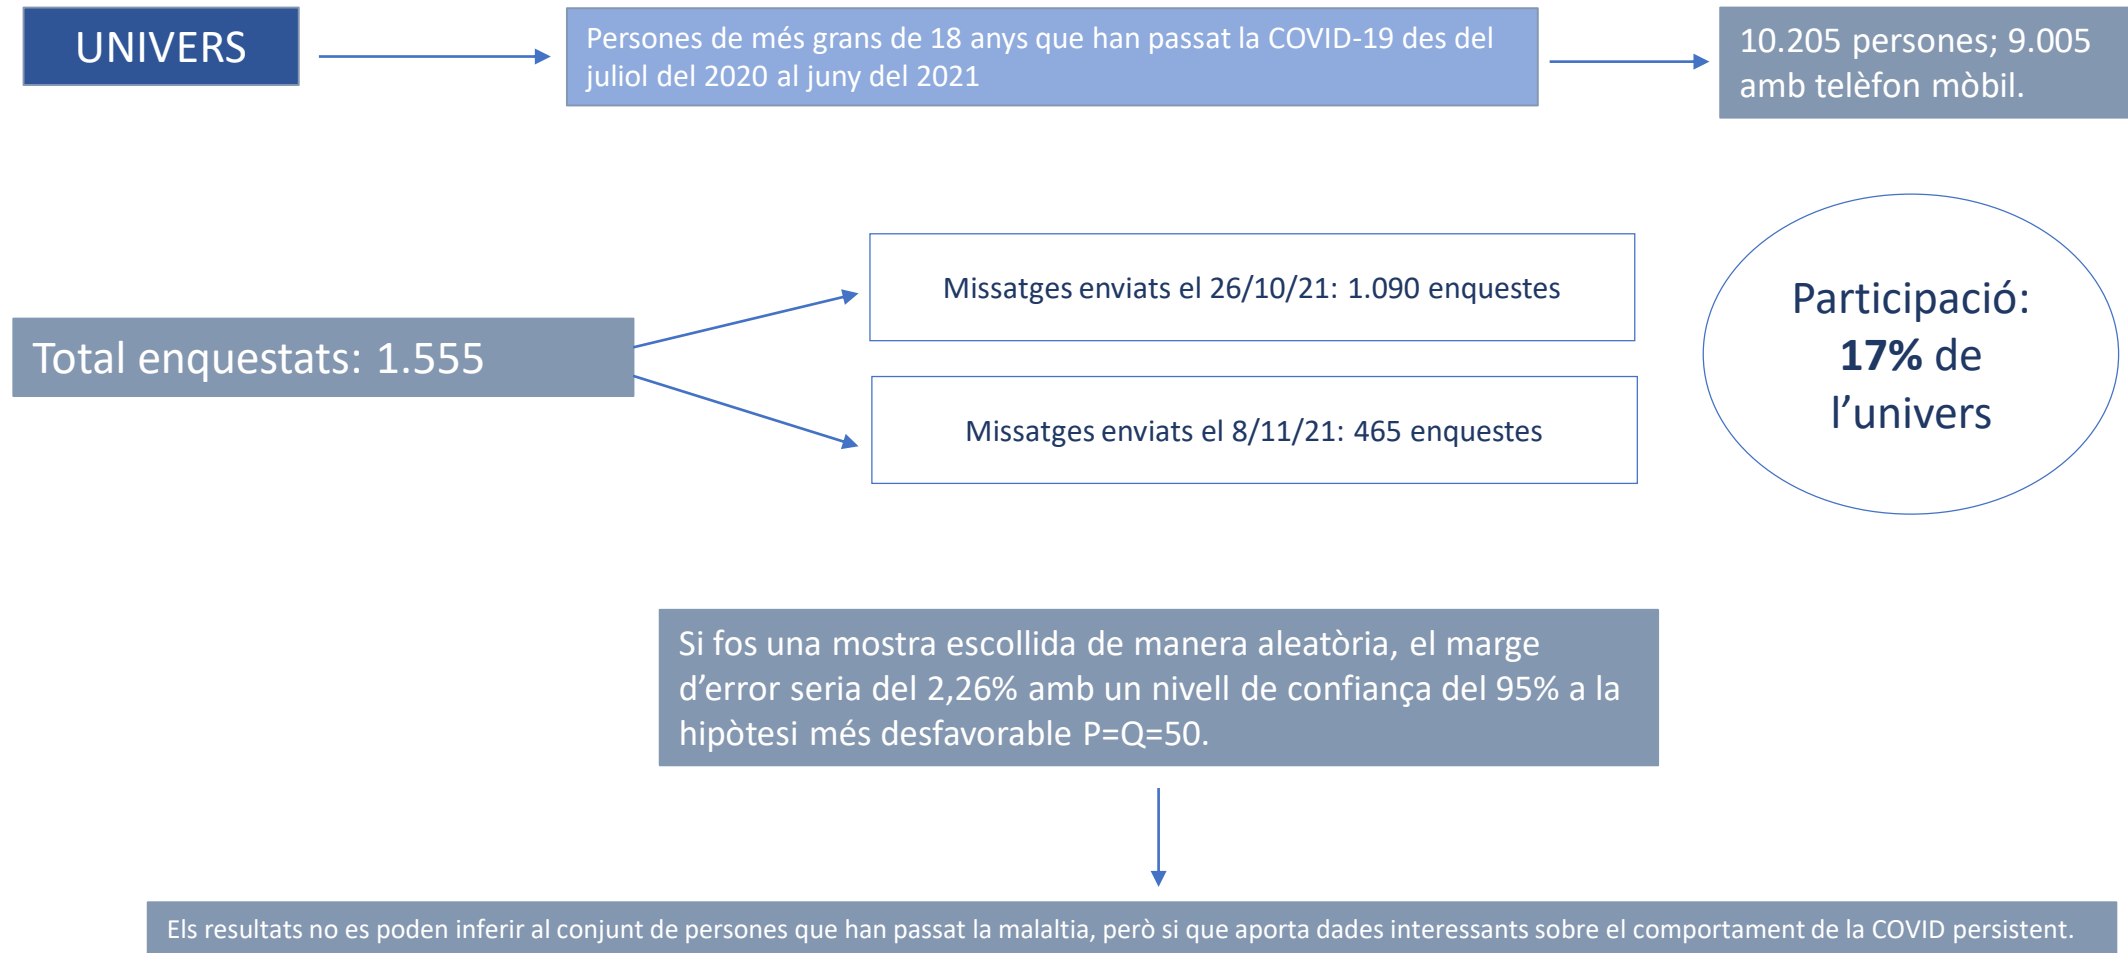 UNIVERS
Persones de més grans de 18 anys que han passat la COVID-19 des del
juliol del 2020 al juny del 2021
10.205 persones; 9.005
amb telèfon mòbil.
Total enquestats: 1.555
Missatges enviats el 26/10/21: 1.090 enquestes
Missatges enviats el 8/11/21: 465 enquestes
Participació:
17% de
l’univers
Si fos una mostra escollida de manera aleatòria, el marge
d’error seria del 2,26% amb un nivell de confiança del 95% a la
hipòtesi més desfavorable P=Q=50.
Els resultats no es poden inferir al conjunt de persones que han passat la malaltia, però si que aporta dades interessants sobre el comportament de la COVID persistent.